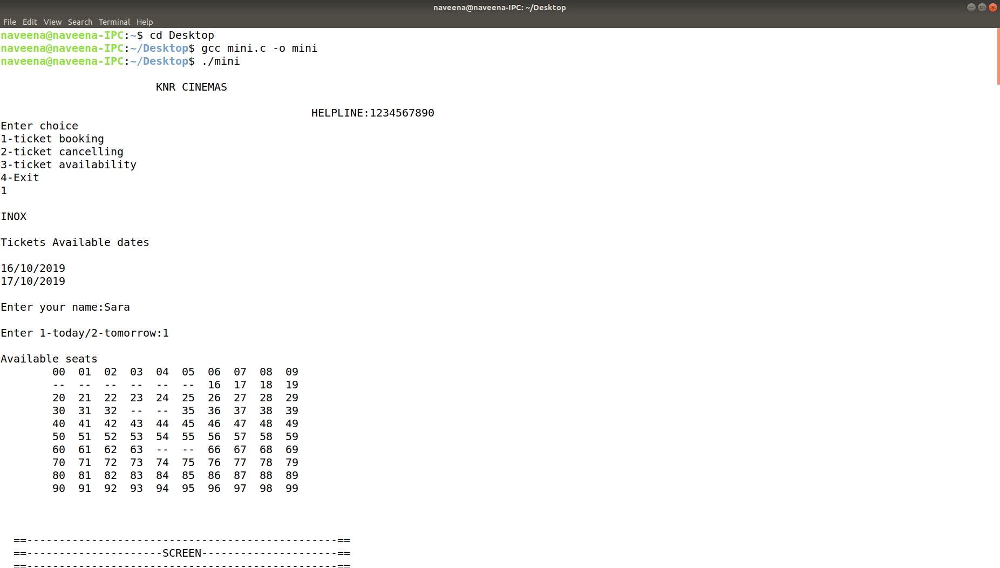 naveena@naveena-IPC: ~/Desktop
File Edit View Search Terminal Help
naveena@naveena-IPC:~$ cd Desktop
naveena@naveena-IPC:~/Desktop$ gcc mini.c -o mini
naveena@naveena-IPC:~/Desktop$ ./mini
KNR CINEMAS
HELPLINE:1234567890
Enter choice
1-ticket booking
2-ticket cancelling
3-ticket availability
4-Exit
1
INOX
Tickets Available dates
16/10/2019
17/10/2019
Enter your name:Sara
Enter 1-today/2-tomorrow:1
Available seats
00 01 02 03 04 05 06 07 08 09
-- -- -- -- -- -- 16 17 18 19
20 21 22 23 24 25 26 27 28 29
30 31 32 -- -- 35 36 37 38 39
40 41 42 43 44 45 46 47 48 49
50 51 52 53 54 55 56 57 58 59
60 61 62 63 -- -- 66 67 68 69
70 71 72 73 74 75 76 77 78 79
80 81 82 83 84 85 86 87 88 89
90 91 92 93 94 95 96 97 98 99
==------------------------------------------------==
==---------------------SCREEN---------------------==
==------------------------------------------------==